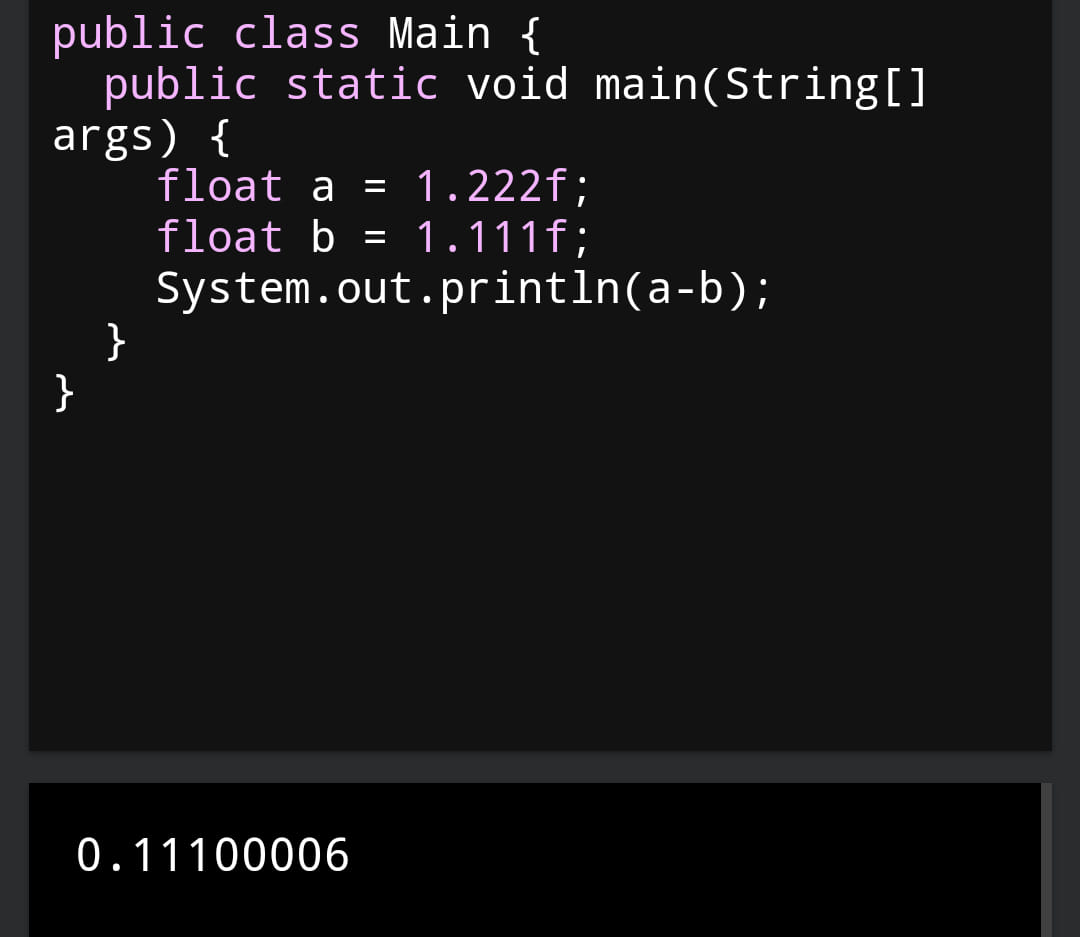 public class Main {
  public static void main(String[]
args) {
    float a = 1.222f;
    float b = 1.111f;
    System.out.println(a-b);
  }
}
0.11100006